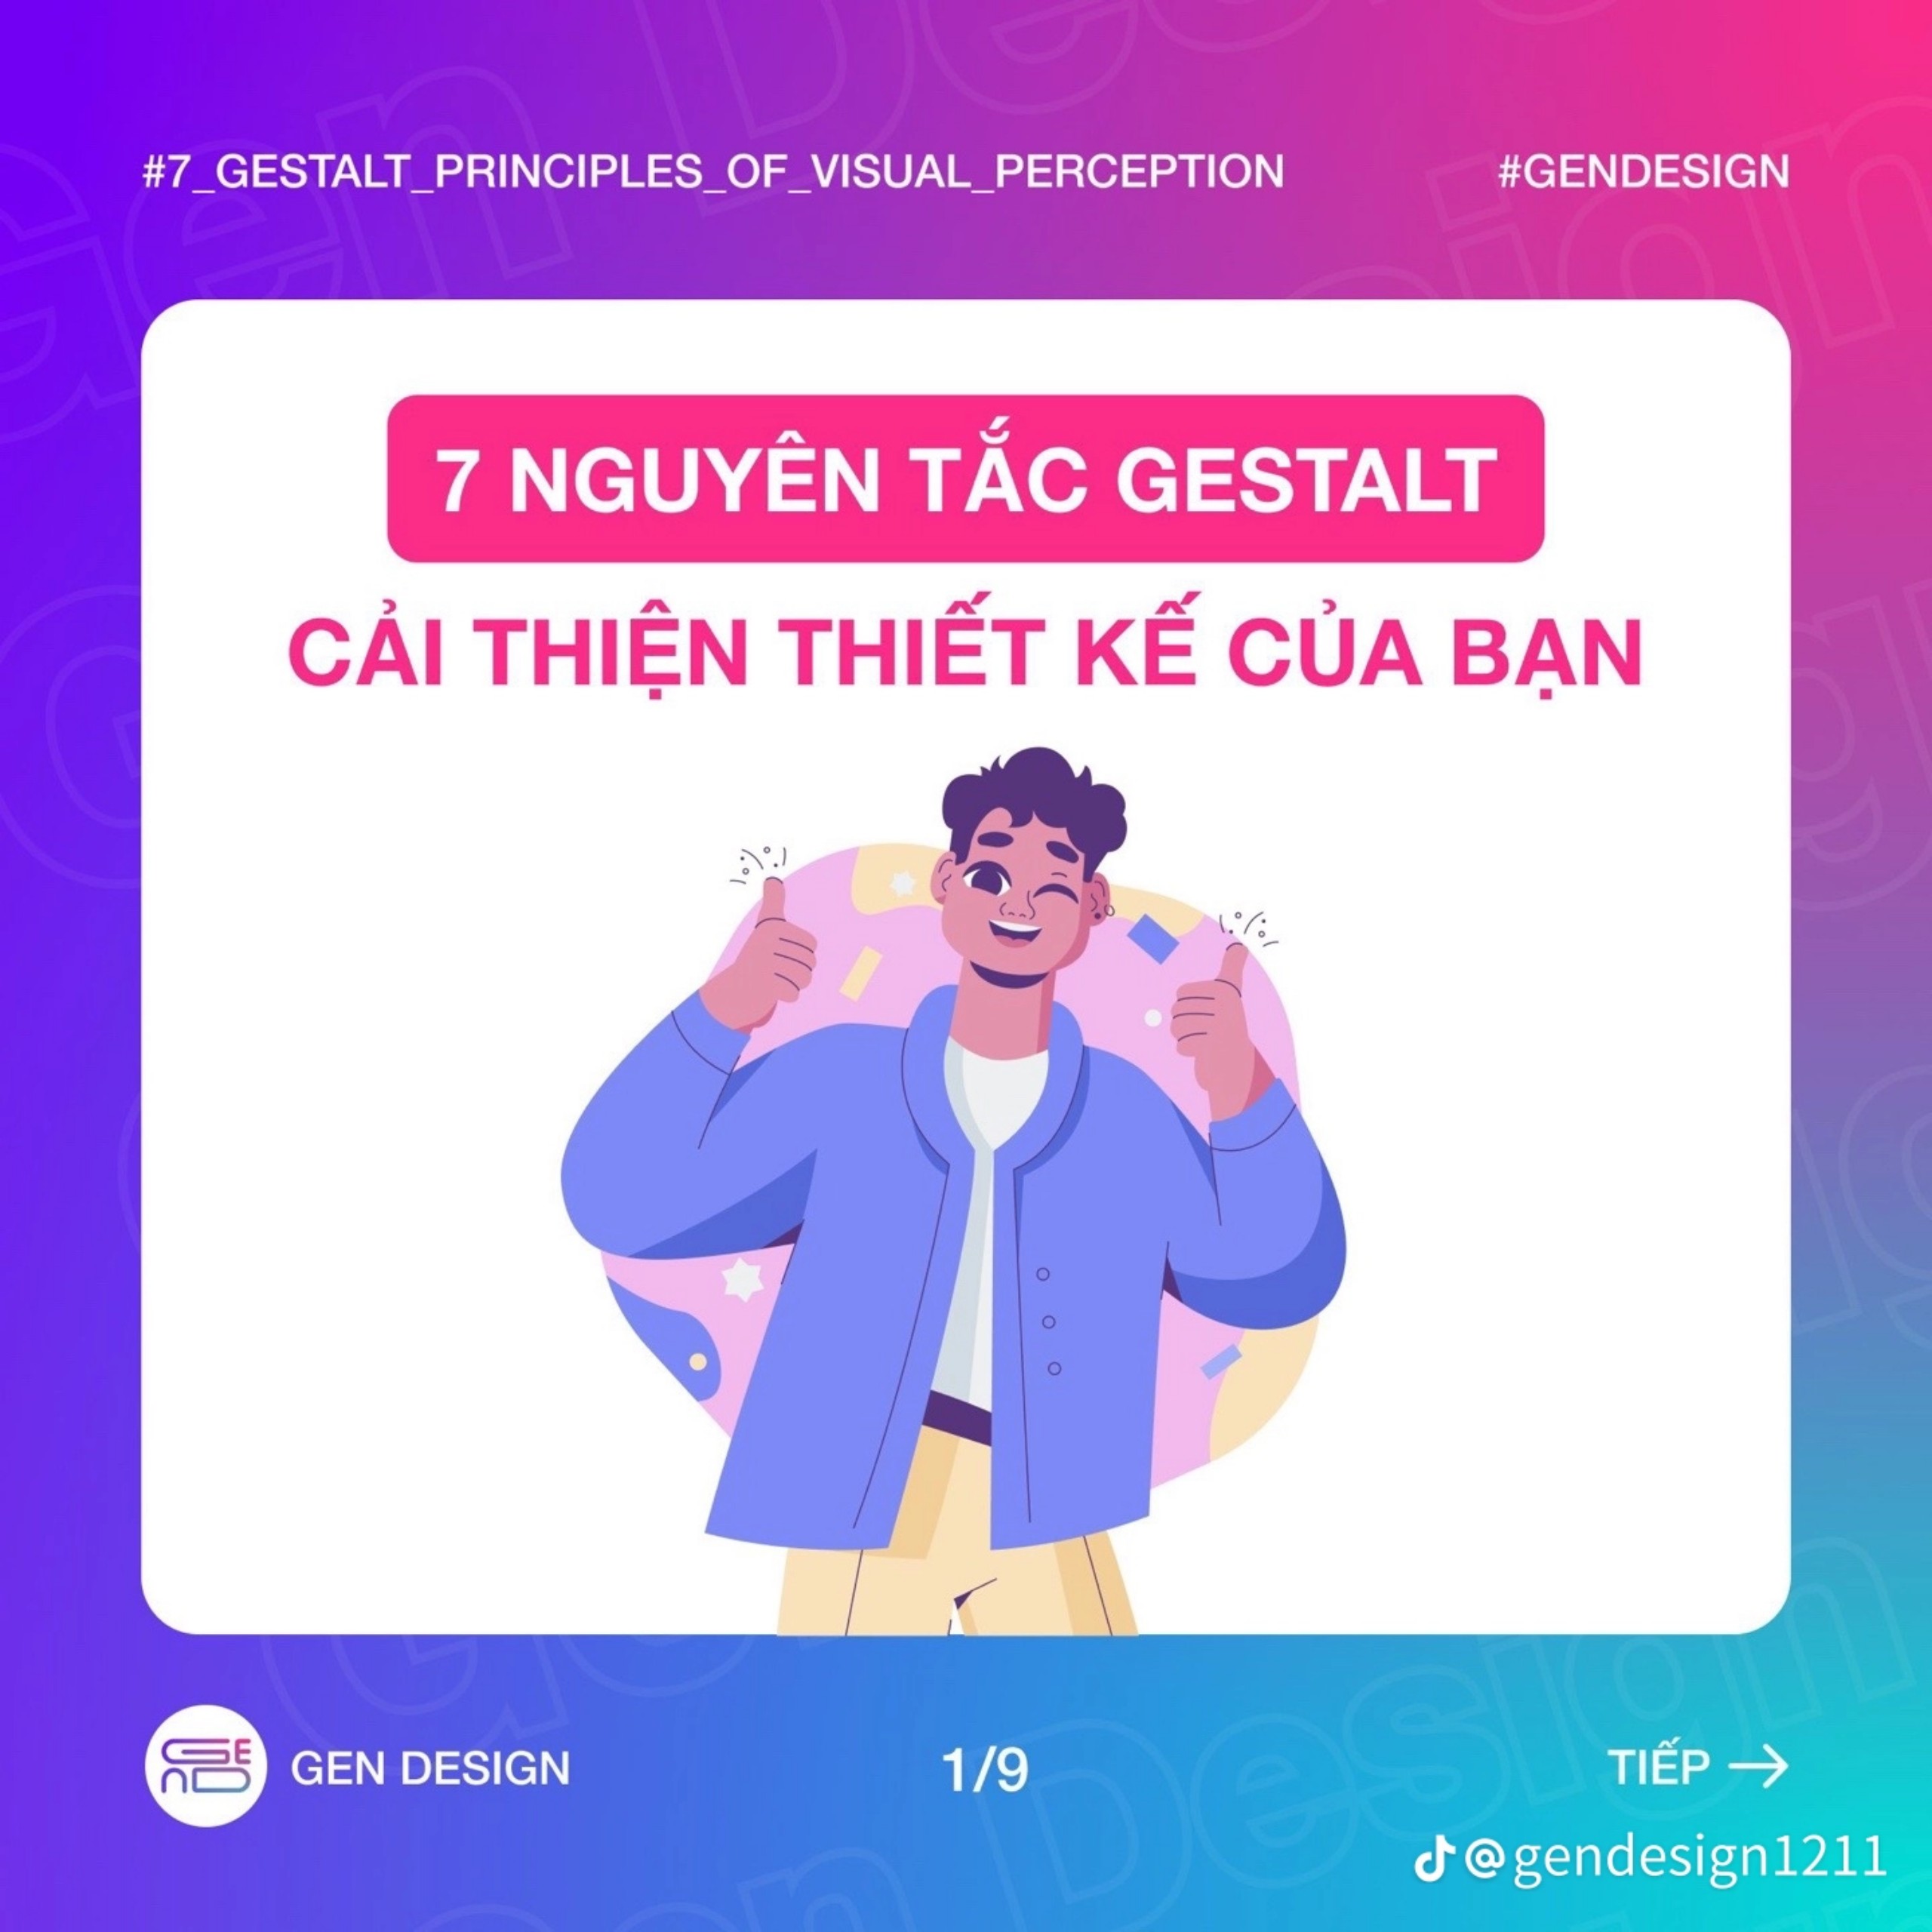 #7_GESTALT_PRINCIPLES_OF_VISUAL_PERCEPTION
#GENDESIGN
7 NGUYÊN TẮC GESTALT
CẢI THIỆN THIẾT KẾ CỦA BẠN
GEN DESIGN
1/9
TIẾP →
@gendesign1211